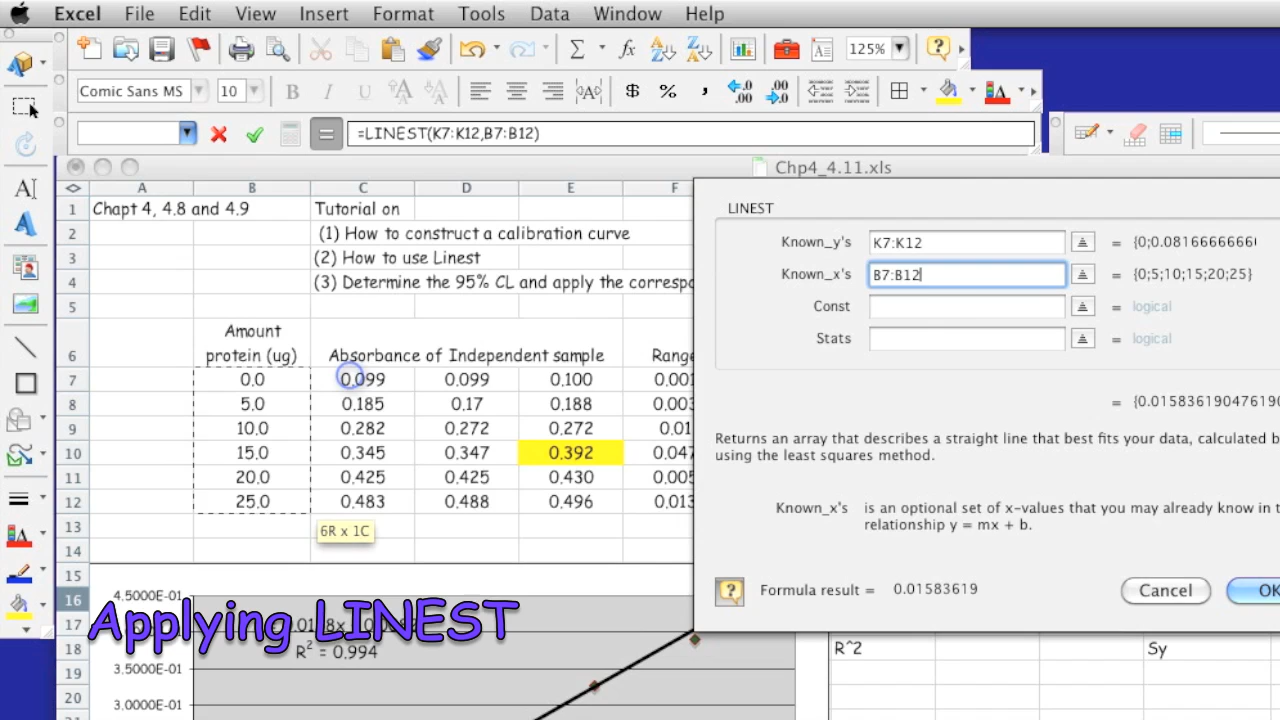 Excel File Edit View Insert Format Tools Data Window Help
125%
Comic Sans MS 10 B I U
=LINEST(K7:K12,B7:B12)
Chp4_4.11.xls
A B C D E F
1 Chapt 4, 4.8 and 4.9 Tutorial on
2 (1) How to construct a calibration curve
3 (2) How to use Linest
4 (3) Determine the 95% CL and apply the
5
Amount
6 protein (ug) Absorbance of Independent sample Range
7 0.0 0.099 0.099 0.100 0.001
8 5.0 0.185 0.17 0.188 0.003
9 10.0 0.282 0.272 0.272 0.01
10 15.0 0.345 0.347 0.392 0.047
11 20.0 0.425 0.425 0.430 0.005
12 25.0 0.483 0.488 0.496 0.013
13 6R x 1C
14
15
16 4.5000E-01
17
18 R² = 0.994 R^2 Sy
19 3.5000E-01
20 3.0000E-01
Applying LINEST
LINEST
Known_y's K7:K12 = {0;0.0816666666
Known_x's B7:B12 = {0;5;10;15;20;25}
Const = logical
Stats = logical
= {0.015836190476190
Returns an array that describes a straight line that best fits your data, calculated b
using the least squares method.
Known_x's is an optional set of x-values that you may already know in t
relationship y = mx + b.
Formula result = 0.01583619
Cancel
OK